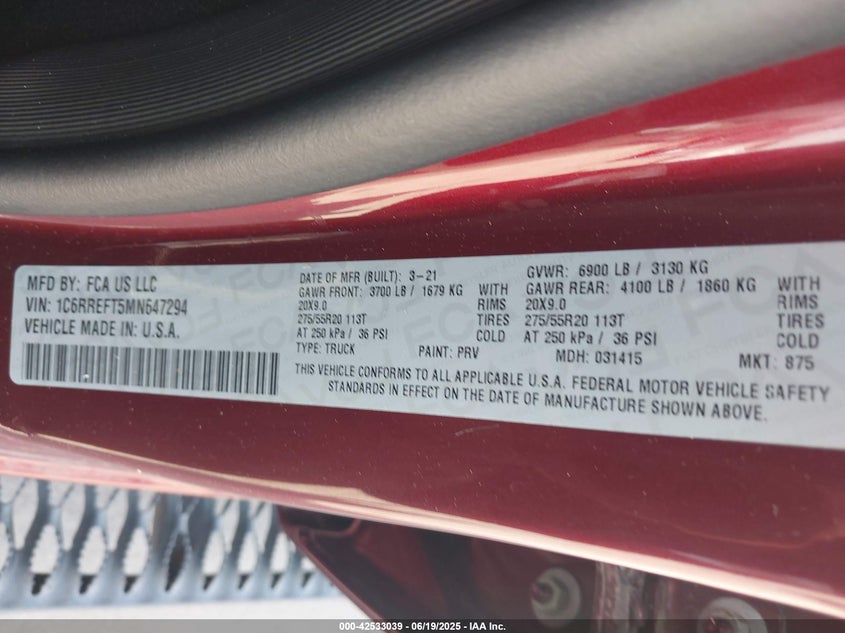 MFD BY: FCA US LLC
VIN: 1C6RREFT5MN647294
VEHICLE MADE IN U.S.A.
DATE OF MFR (BUILT): 3-21
GVWR: 6900 LB / 3130 KG
GAWR FRONT: 3700 LB / 1679 KG WITH
GAWR REAR: 4100 LB / 1860 KG WITH
20X9.0 RIMS
20X9.0 RIMS
275/55R20 113T TIRES
275/55R20 113T TIRES
AT 250 kPa / 36 PSI COLD
AT 250 kPa / 36 PSI COLD
TYPE: TRUCK PAINT: PRV MDH: 031415 MKT: 875
THIS VEHICLE CONFORMS TO ALL APPLICABLE U.S.A. FEDERAL MOTOR VEHICLE SAFETY
STANDARDS IN EFFECT ON THE DATE OF MANUFACTURE SHOWN ABOVE.
000-42533039 - 06/19/2025 - IAA Inc.